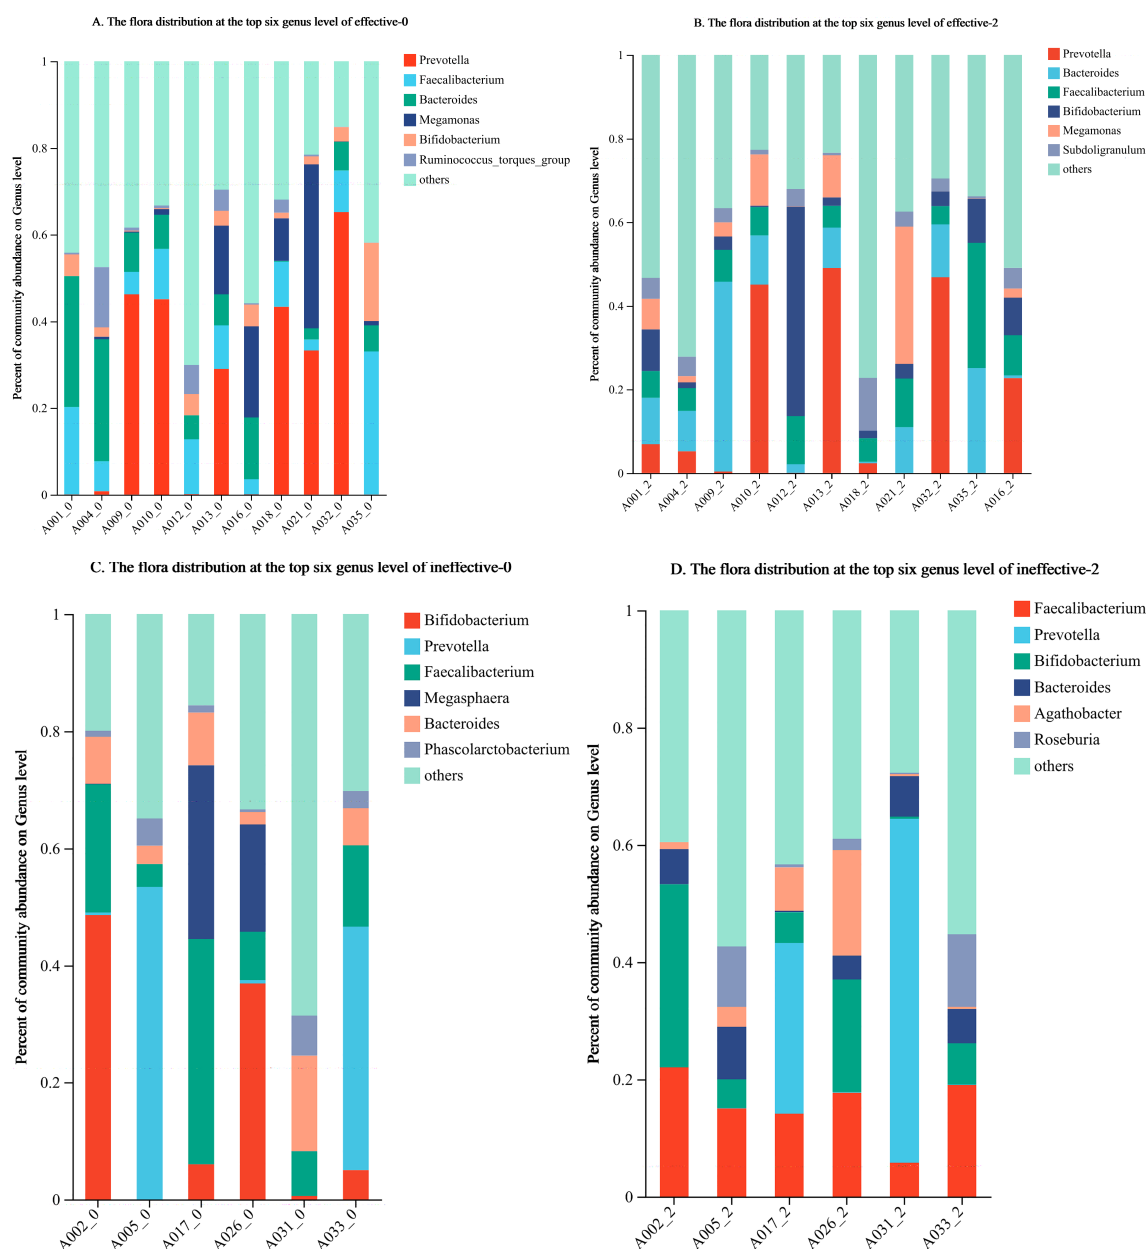 A. The flora distribution at the top six genus level of effective-0
Percent of community abundance on Genus level
1
0.8
0.6
0.4
0.2
0
A001_0
A004_0
A009_0
A010_0
A012_0
A013_0
A016_0
A018_0
A021_0
A032_0
A035_0
Prevotella
Faecalibacterium
Bacteroides
Megamonas
Bifidobacterium
Ruminococcus_torques_group
others
B. The flora distribution at the top six genus level of effective-2
Percent of community abundance on Genus level
1
0.8
0.6
0.4
0.2
0
A001_2
A004_2
A009_2
A010_2
A012_2
A013_2
A018_2
A021_2
A032_2
A035_2
A016_2
Prevotella
Bacteroides
Faecalibacterium
Bifidobacterium
Megamonas
Subdoligranulum
others
C. The flora distribution at the top six genus level of ineffective-0
Percent of community abundance on Genus level
1
0.8
0.6
0.4
0.2
0
A002_0
A005_0
A017_0
A026_0
A031_0
A033_0
Bifidobacterium
Prevotella
Faecalibacterium
Megasphaera
Bacteroides
Phascolarctobacterium
others
D. The flora distribution at the top six genus level of ineffective-2
Percent of community abundance on Genus level
1
0.8
0.6
0.4
0.2
0
A002_2
A005_2
A017_2
A026_2
A031_2
A033_2
Faecalibacterium
Prevotella
Bifidobacterium
Bacteroides
Agathobacter
Roseburia
others